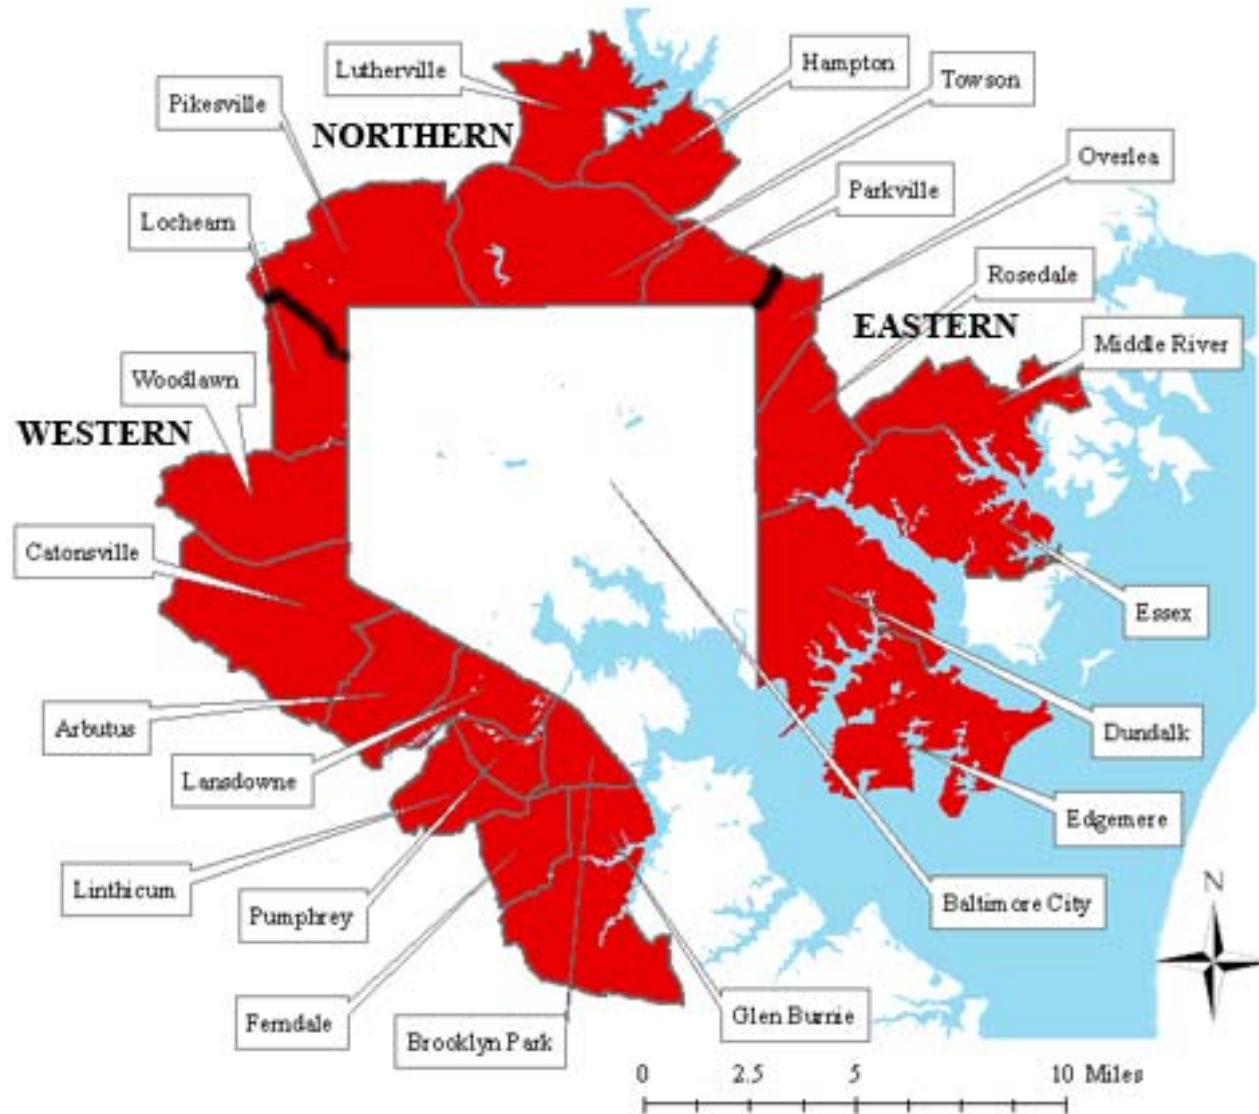 Lutherville
Hampton
Towson
Pikesville
NORTHERN
Overlea
Parkville
Lochearn
Rosedale
EASTERN
Middle River
Woodlawn
WESTERN
Catonsville
Essex
Arbutus
Dundalk
Lansdowne
Edgemere
Linthicum
N
Pumphrey
Baltimore City
Ferndale
Glen Burnie
Brooklyn Park
0 2.5 5 10 Miles